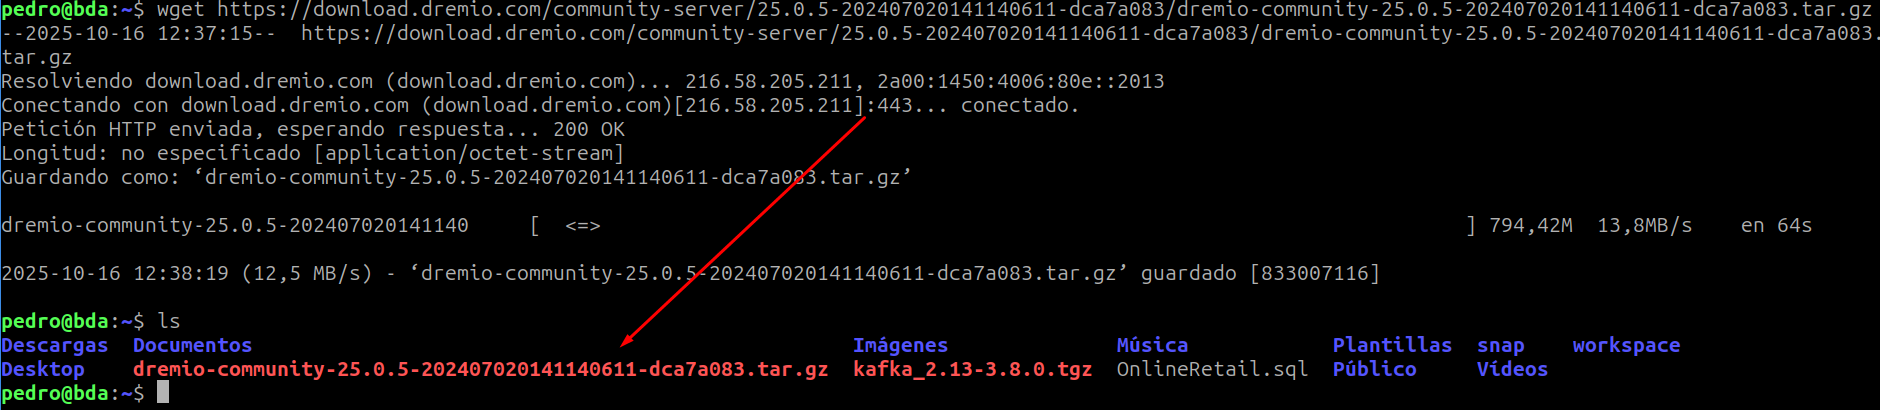 pedro@bda:~$ wget https://download.dremio.com/community-server/25.0.5-202407020141140611-dca7a083/dremio-community-25.0.5-202407020141140611-dca7a083.tar.gz
--2025-10-16 12:37:15--  https://download.dremio.com/community-server/25.0.5-202407020141140611-dca7a083/dremio-community-25.0.5-202407020141140611-dca7a083.
tar.gz
Resolviendo download.dremio.com (download.dremio.com)... 216.58.205.211, 2a00:1450:4006:80e::2013
Conectando con download.dremio.com (download.dremio.com)[216.58.205.211]:443... conectado.
Petición HTTP enviada, esperando respuesta... 200 OK
Longitud: no especificado [application/octet-stream]
Guardando como: ‘dremio-community-25.0.5-202407020141140611-dca7a083.tar.gz’
dremio-community-25.0.5-202407020141140     [  <=>                                                                        ] 794,42M  13,8MB/s    en 64s
2025-10-16 12:38:19 (12,5 MB/s) - ‘dremio-community-25.0.5-202407020141140611-dca7a083.tar.gz’ guardado [833007116]
pedro@bda:~$ ls
Descargas  Documentos                                                  Imágenes              Música            Plantillas  snap    workspace
Desktop    dremio-community-25.0.5-202407020141140611-dca7a083.tar.gz  kafka_2.13-3.8.0.tgz  OnlineRetail.sql  Público     Vídeos
pedro@bda:~$